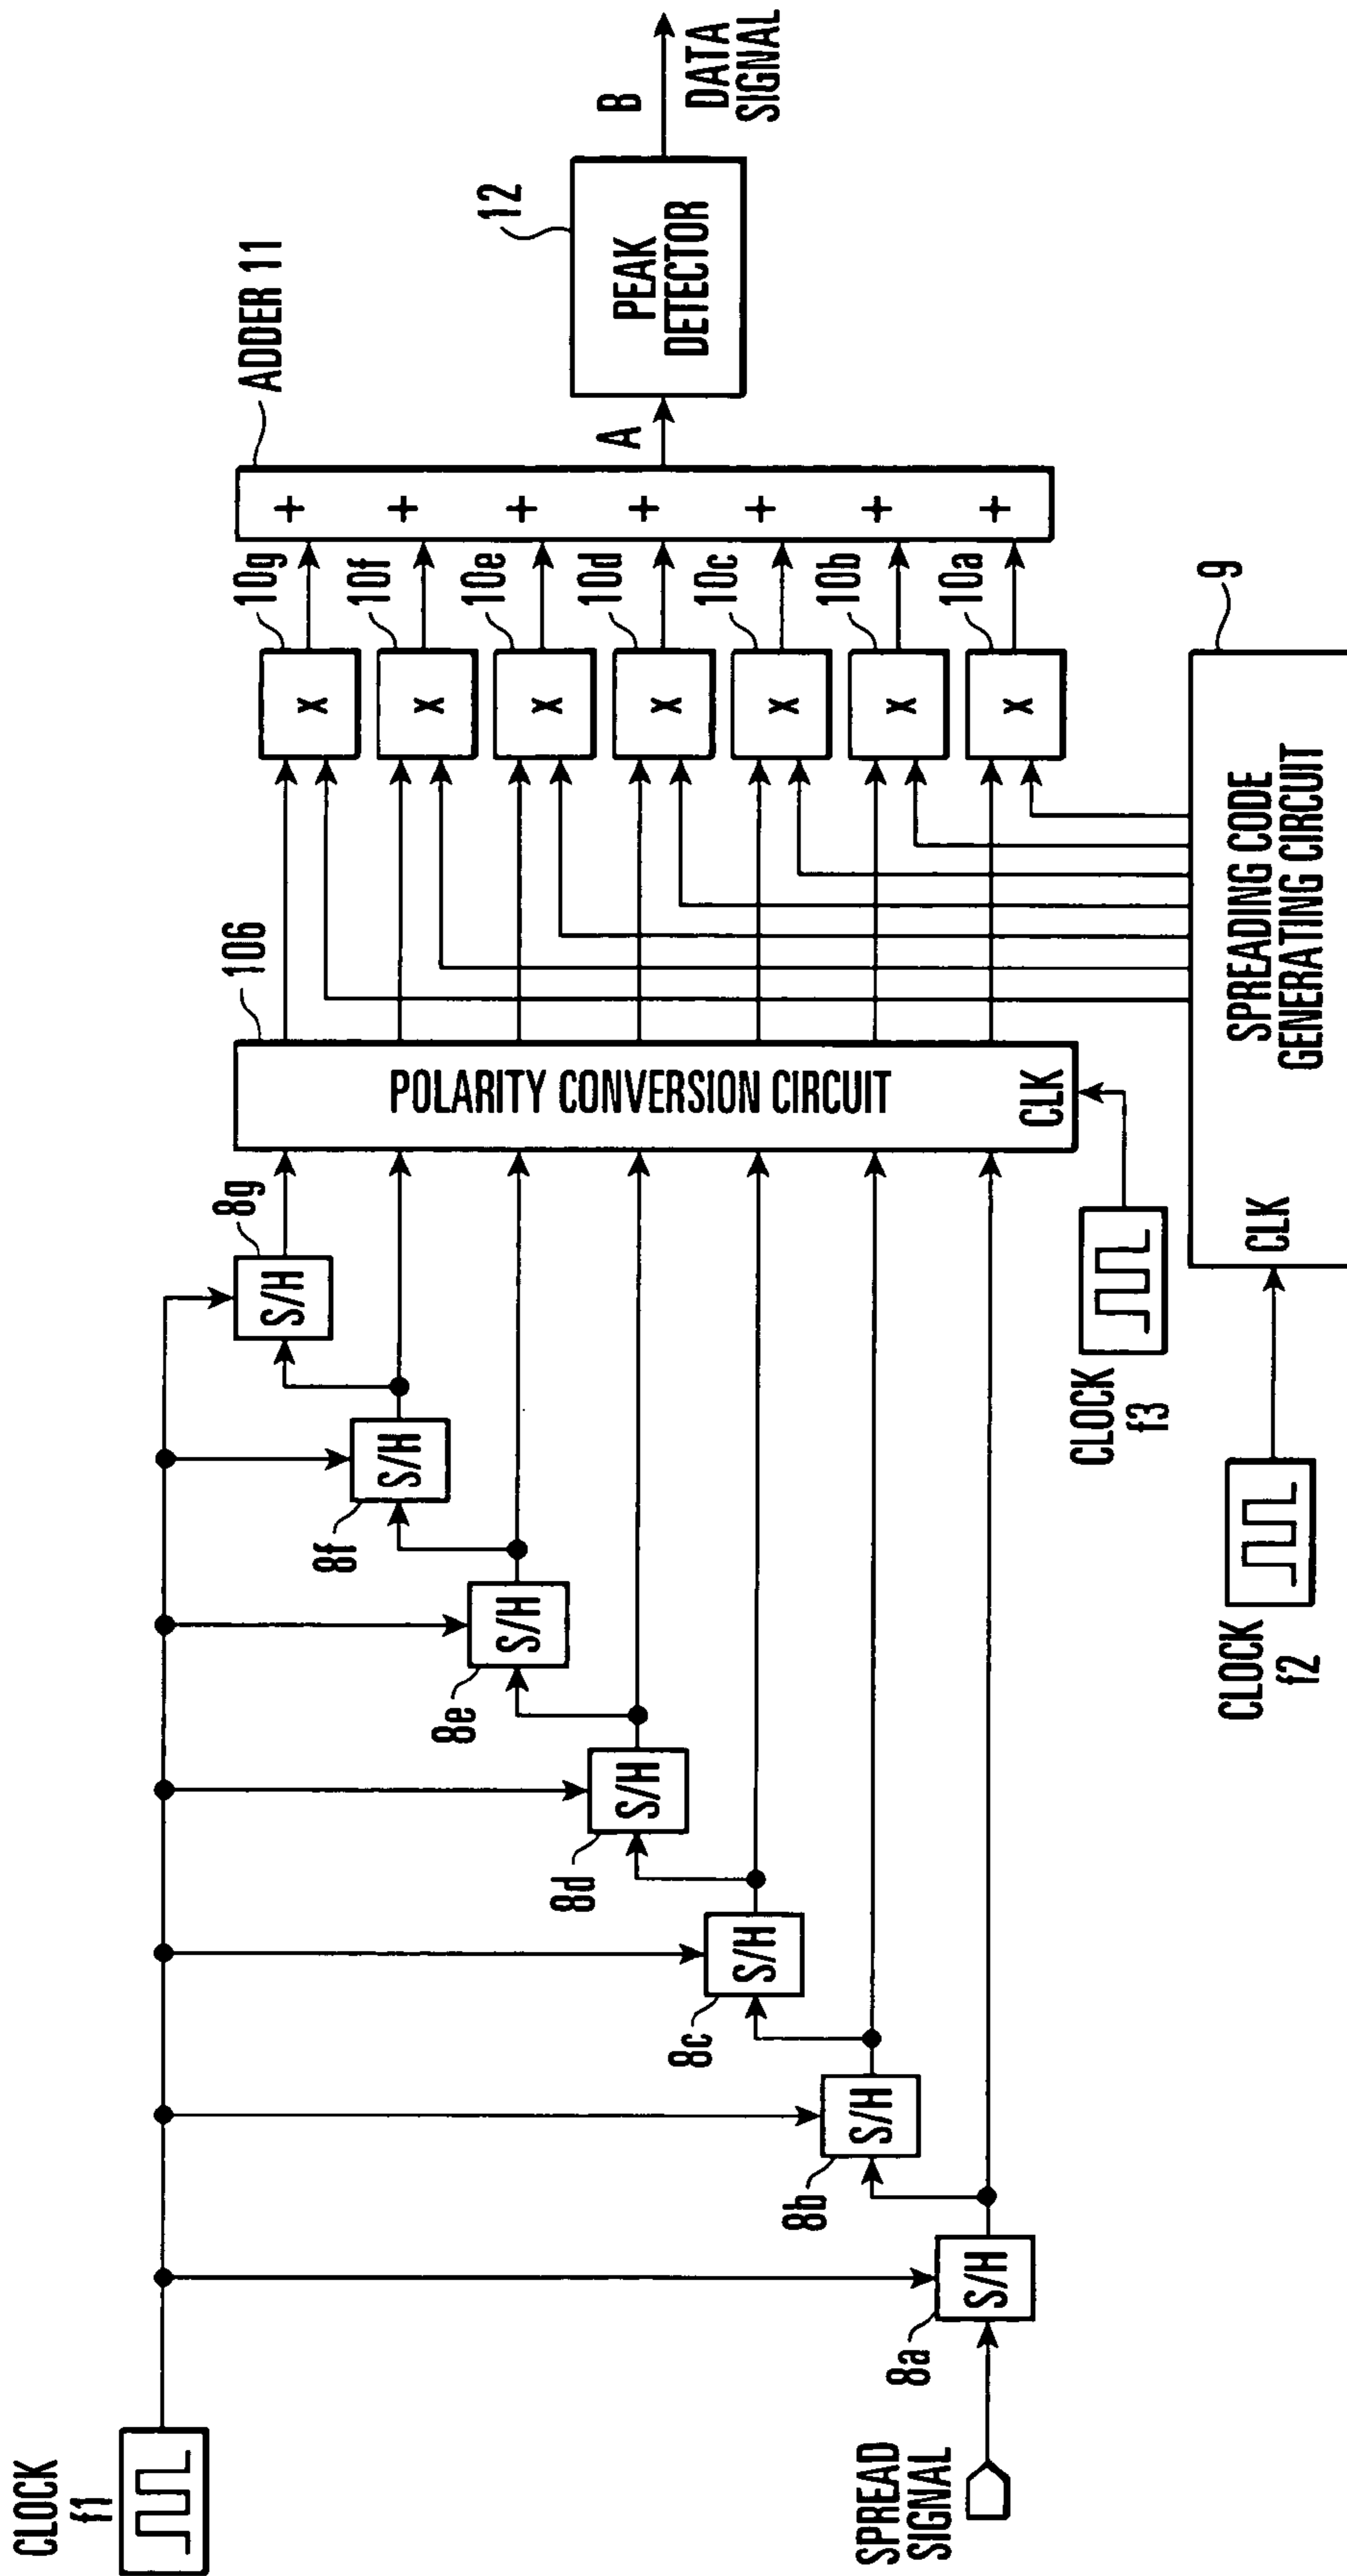 CLOCK
f1
SPREAD
SIGNAL
8a
S/H
8b
S/H
8c
S/H
8d
S/H
8e
S/H
8f
S/H
8g
S/H
CLOCK
f3
CLOCK
f2
106
POLARITY CONVERSION CIRCUIT
CLK
CLK
SPREADING CODE
GENERATING CIRCUIT
9
10g
X
10f
X
10e
X
10d
X
10c
X
10b
X
10a
X
ADDER 11
+
+
+
+
+
+
+
A
12
PEAK
DETECTOR
B
DATA
SIGNAL